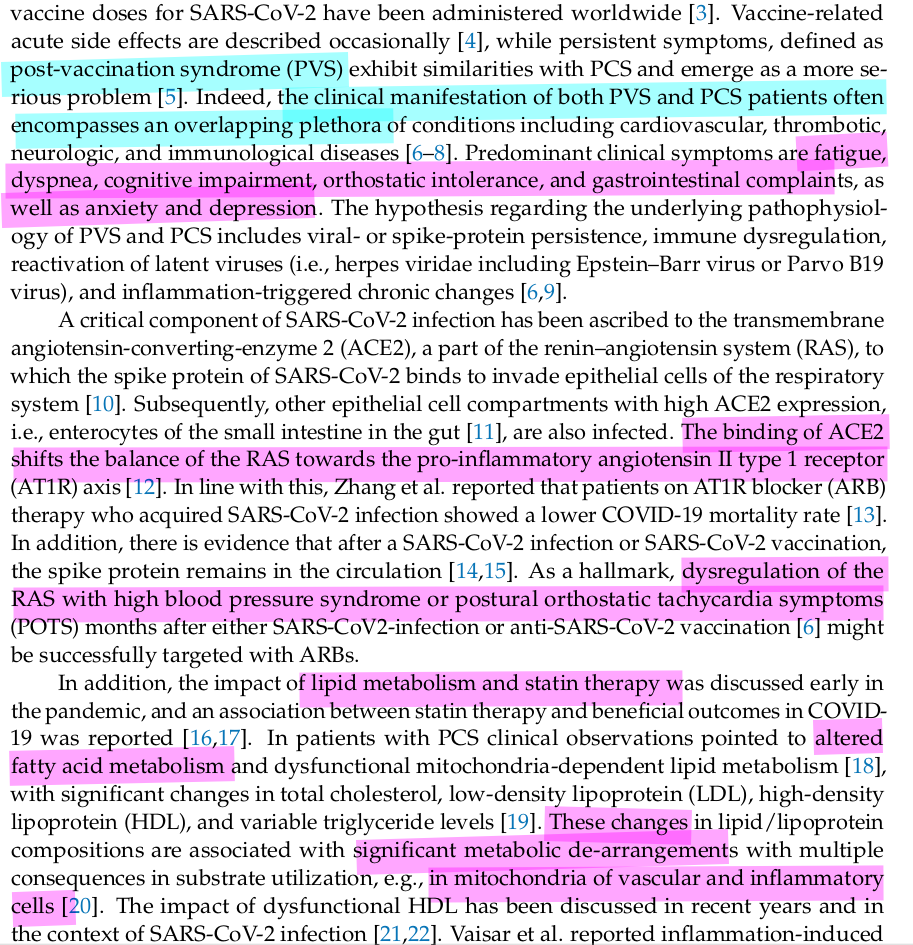 vaccine doses for SARS-CoV-2 have been administered worldwide [3]. Vaccine-related
acute side effects are described occasionally [4], while persistent symptoms, defined as
post-vaccination syndrome (PVS) exhibit similarities with PCS and emerge as a more se-
rious problem [5]. Indeed, the clinical manifestation of both PVS and PCS patients often
encompasses an overlapping plethora of conditions including cardiovascular, thrombotic,
neurologic, and immunological diseases [6–8]. Predominant clinical symptoms are fatigue,
dyspnea, cognitive impairment, orthostatic intolerance, and gastrointestinal complaints, as
well as anxiety and depression. The hypothesis regarding the underlying pathophysiol-
ogy of PVS and PCS includes viral- or spike-protein persistence, immune dysregulation,
reactivation of latent viruses (i.e., herpes viridae including Epstein–Barr virus or Parvo B19
virus), and inflammation-triggered chronic changes [6,9].
A critical component of SARS-CoV-2 infection has been ascribed to the transmembrane
angiotensin-converting-enzyme 2 (ACE2), a part of the renin–angiotensin system (RAS), to
which the spike protein of SARS-CoV-2 binds to invade epithelial cells of the respiratory
system [10]. Subsequently, other epithelial cell compartments with high ACE2 expression,
i.e., enterocytes of the small intestine in the gut [11], are also infected. The binding of ACE2
shifts the balance of the RAS towards the pro-inflammatory angiotensin II type 1 receptor
(AT1R) axis [12]. In line with this, Zhang et al. reported that patients on AT1R blocker (ARB)
therapy who acquired SARS-CoV-2 infection showed a lower COVID-19 mortality rate [13].
In addition, there is evidence that after a SARS-CoV-2 infection or SARS-CoV-2 vaccination,
the spike protein remains in the circulation [14,15]. As a hallmark, dysregulation of the
RAS with high blood pressure syndrome or postural orthostatic tachycardia symptoms
(POTS) months after either SARS-CoV2-infection or anti-SARS-CoV-2 vaccination [6] might
be successfully targeted with ARBs.
In addition, the impact of lipid metabolism and statin therapy was discussed early in
the pandemic, and an association between statin therapy and beneficial outcomes in COVID-
19 was reported [16,17]. In patients with PCS clinical observations pointed to altered
fatty acid metabolism and dysfunctional mitochondria-dependent lipid metabolism [18],
with significant changes in total cholesterol, low-density lipoprotein (LDL), high-density
lipoprotein (HDL), and variable triglyceride levels [19]. These changes in lipid/lipoprotein
compositions are associated with significant metabolic de-arrangements with multiple
consequences in substrate utilization, e.g., in mitochondria of vascular and inflammatory
cells [20]. The impact of dysfunctional HDL has been discussed in recent years and in
the context of SARS-CoV-2 infection [21,22]. Vaisar et al. reported inflammation-induced